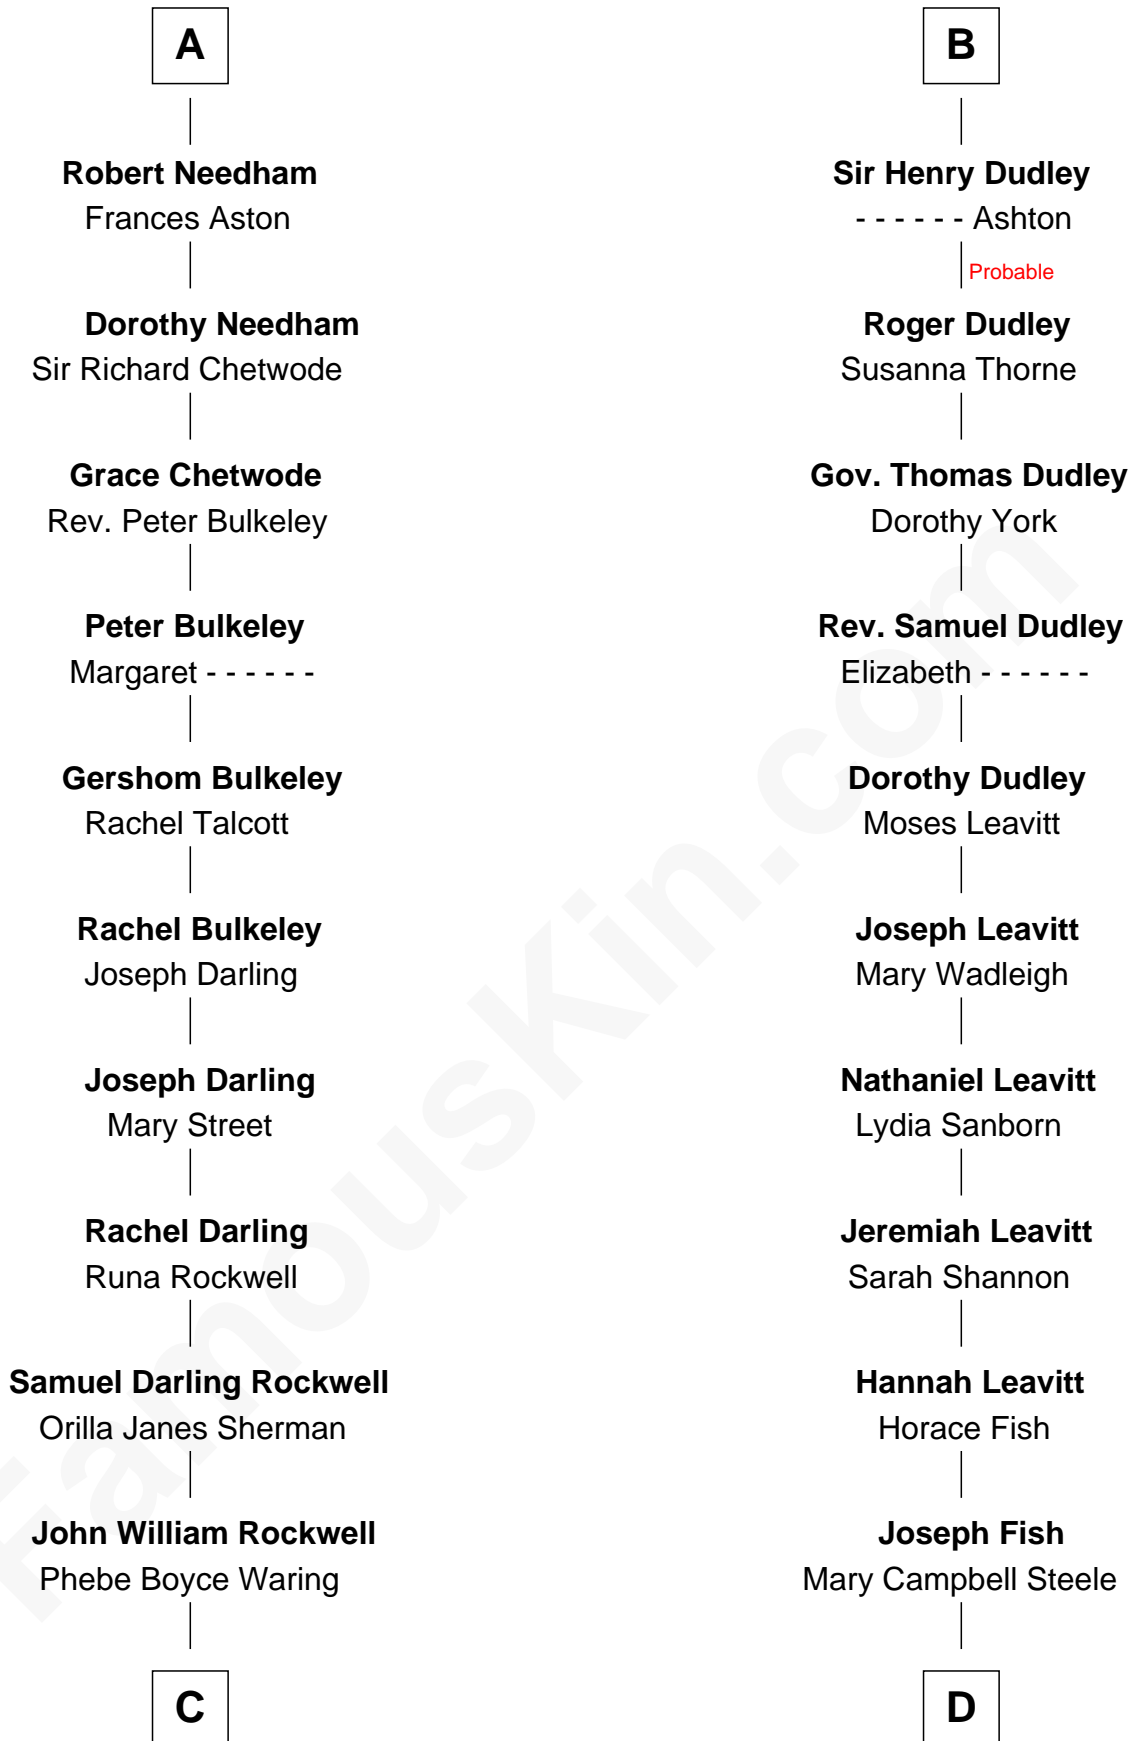 A
Robert Needham
Frances Aston
Dorothy Needham
Sir Richard Chetwode
Grace Chetwode
Rev. Peter Bulkeley
Peter Bulkeley
Margaret - - - - - -
Gershom Bulkeley
Rachel Talcott
Rachel Bulkeley
Joseph Darling
Joseph Darling
Mary Street
Rachel Darling
Runa Rockwell
Samuel Darling Rockwell
Orilla Janes Sherman
John William Rockwell
Phebe Boyce Waring
C
B
Sir Henry Dudley
- - - - - - Ashton
Probable
Roger Dudley
Susanna Thorne
Gov. Thomas Dudley
Dorothy York
Rev. Samuel Dudley
Elizabeth - - - - - -
Dorothy Dudley
Moses Leavitt
Joseph Leavitt
Mary Wadleigh
Nathaniel Leavitt
Lydia Sanborn
Jeremiah Leavitt
Sarah Shannon
Hannah Leavitt
Horace Fish
Joseph Fish
Mary Campbell Steele
D
FamousKin.com